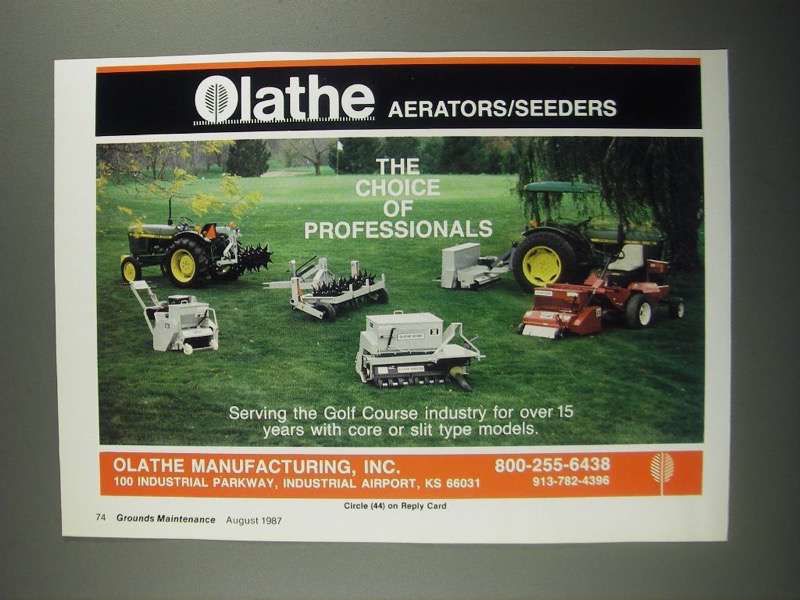 Olathe AERATORS/SEEDERS
THE
CHOICE
OF
PROFESSIONALS
Serving the Golf Course industry for over 15
years with core or slit type models.
OLATHE MANUFACTURING, INC. 800-255-6438
100 INDUSTRIAL PARKWAY, INDUSTRIAL AIRPORT, KS 66031 913-782-4396
Circle (44) on Reply Card
74 Grounds Maintenance August 1987